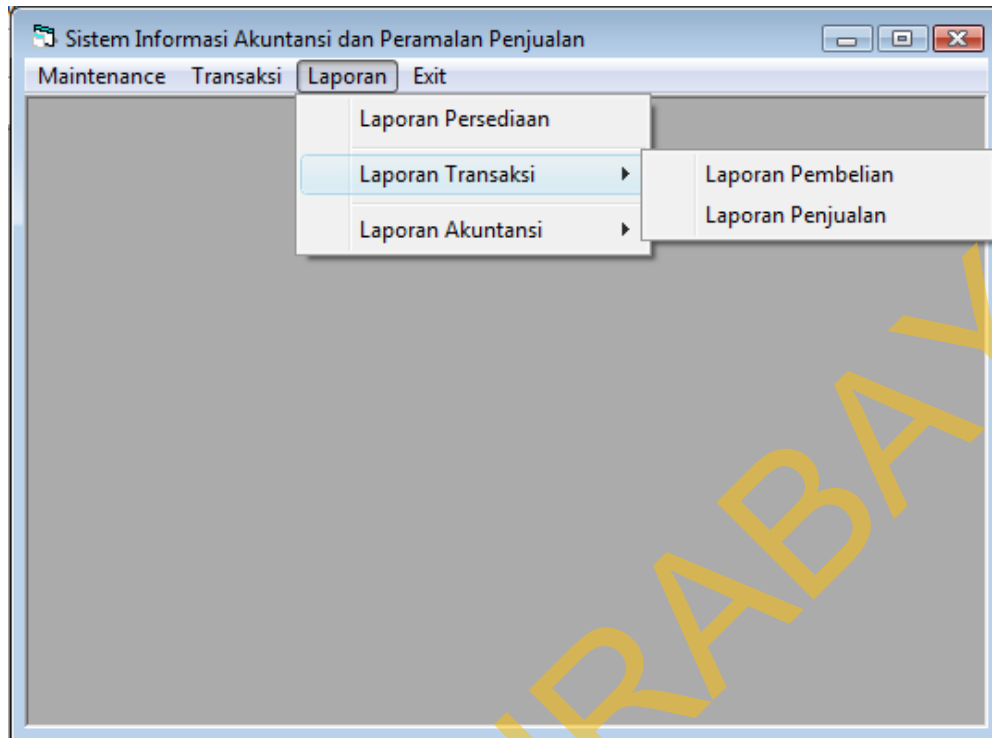 Sistem Informasi Akuntansi dan Peramalan Penjualan
Maintenance Transaksi Laporan Exit
Laporan Persediaan
Laporan Transaksi
Laporan Pembelian
Laporan Penjualan
Laporan Akuntansi
RABAY